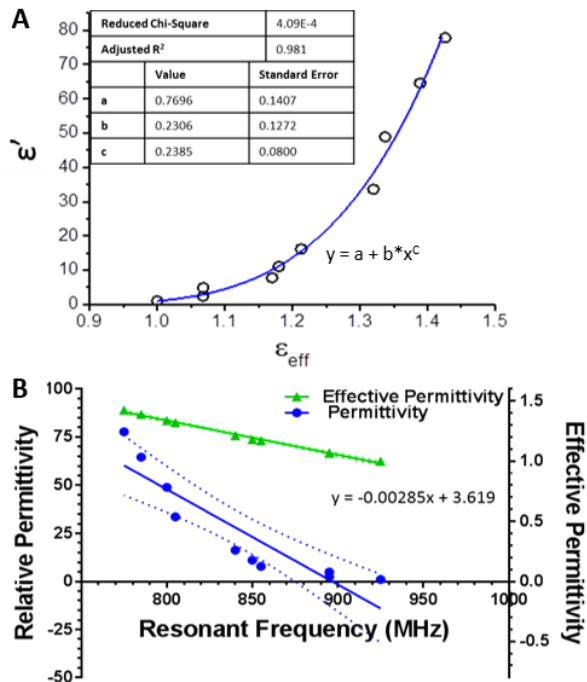 A
Reduced Chi-Square 4.09E-4
Adjusted R² 0.981
Value Standard Error
a 0.7696 0.1407
b 0.2306 0.1272
c 0.2385 0.0800
80
70
60
50
40
30
20
10
0
ε'
y = a + b*xᶜ
0.9 1.0 1.1 1.2 1.3 1.4 1.5
εeff
B
Effective Permittivity
Permittivity
y = -0.00285x + 3.619
100
75
50
25
0
-25
-50
Relative Permittivity
1.5
1.0
0.5
0.0
-0.5
Effective Permittivity
800 850 900 950 1000
Resonant Frequency (MHz)